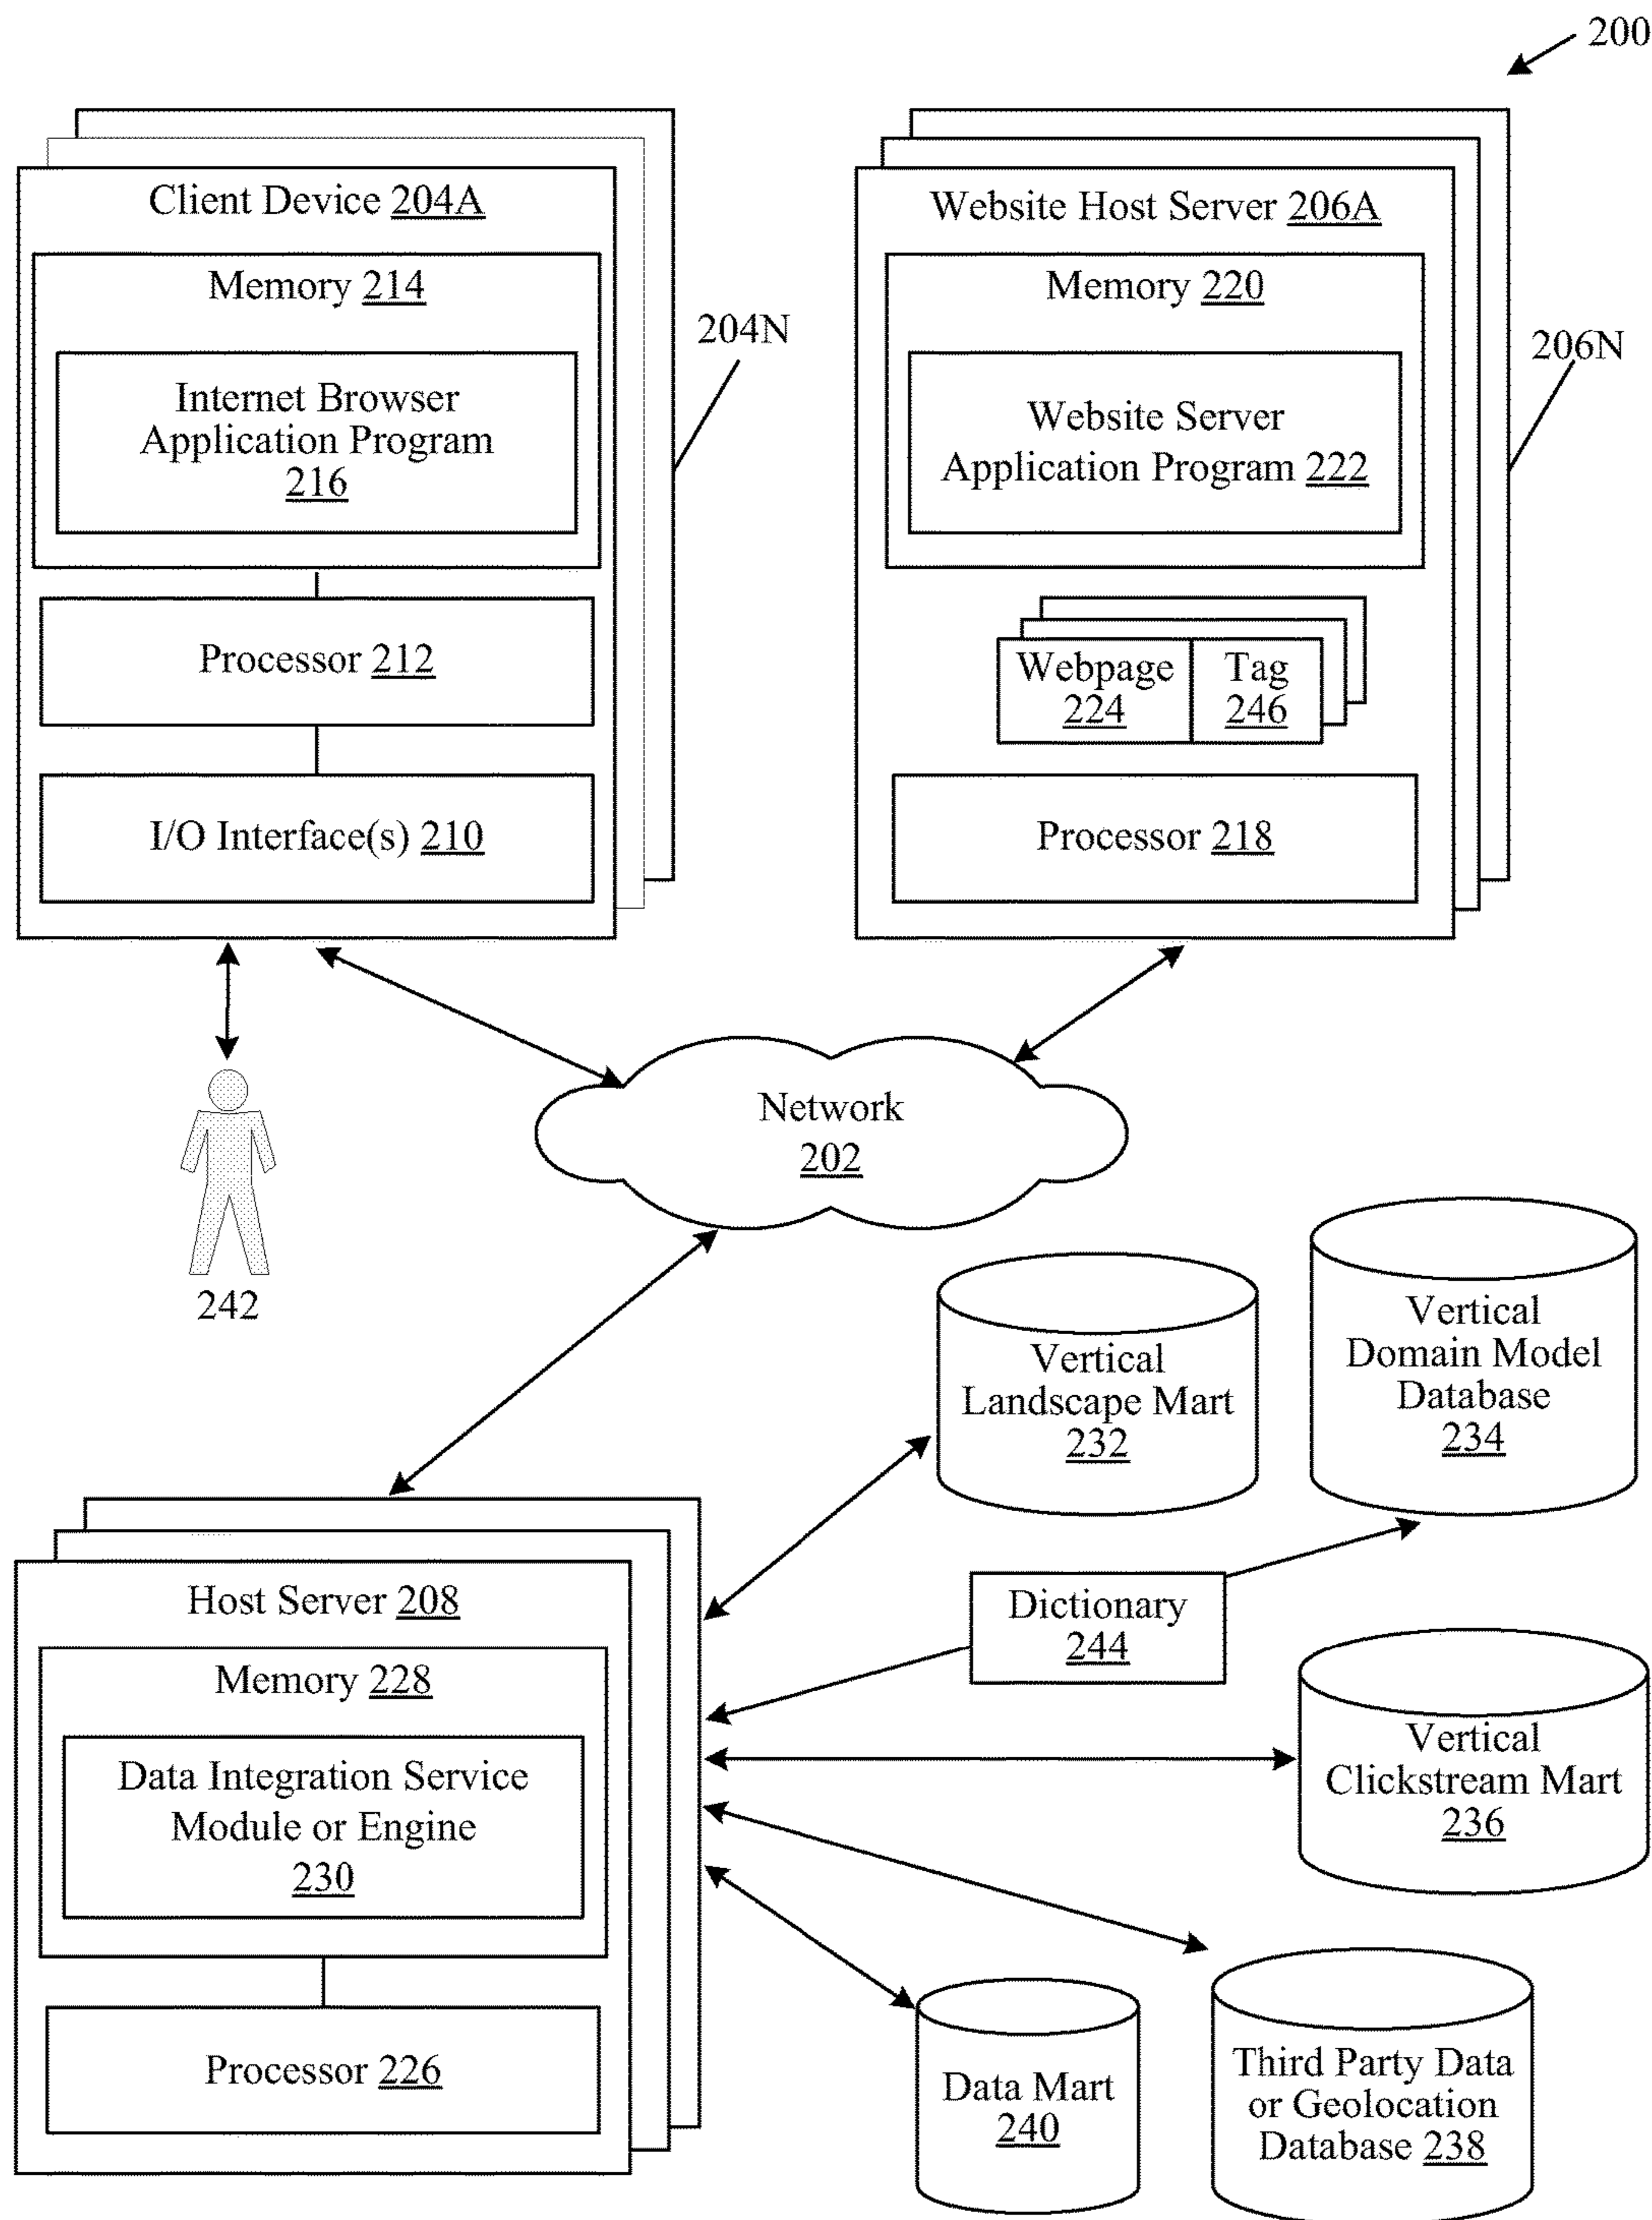 200
Client Device 204A
Memory 214
Internet Browser
Application Program
216
Processor 212
I/O Interface(s) 210
204N
Website Host Server 206A
Memory 220
Website Server
Application Program 222
Webpage
224
Tag
246
Processor 218
206N
242
Network
202
Vertical
Landscape Mart
232
Vertical
Domain Model
Database
234
Host Server 208
Memory 228
Data Integration Service
Module or Engine
230
Processor 226
Dictionary
244
Vertical
Clickstream Mart
236
Data Mart
240
Third Party Data
or Geolocation
Database 238